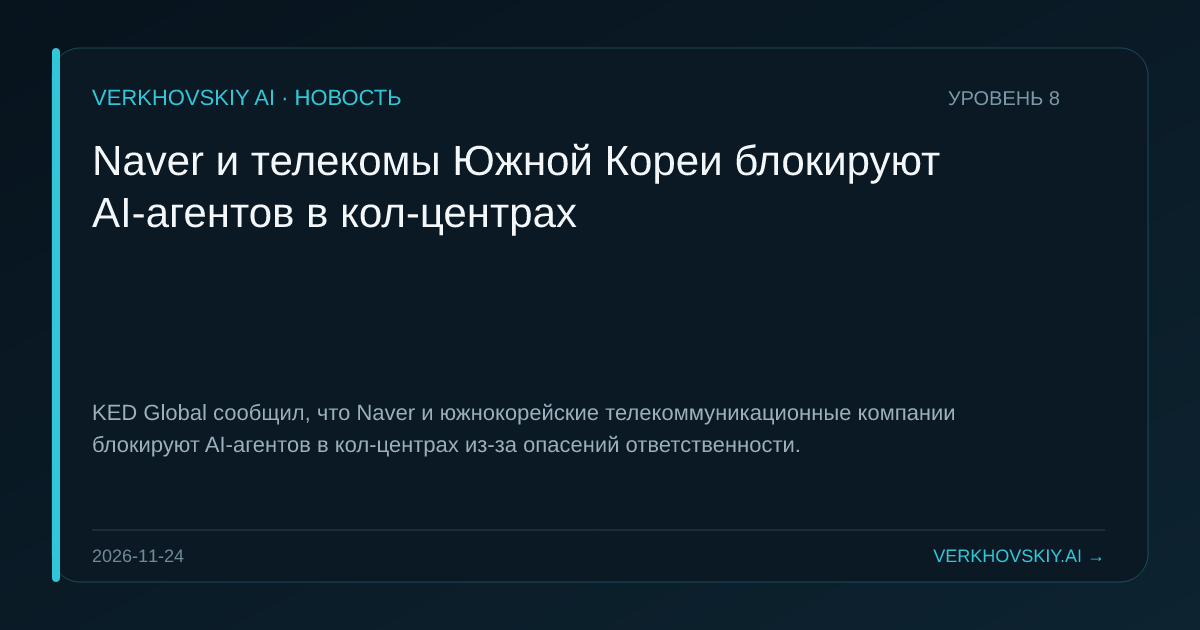 VERKHOVSKIY AI · НОВОСТЬ
УРОВЕНЬ 8
Naver и телекомы Южной Кореи блокируют
AI-агентов в кол-центрах
KED Global сообщил, что Naver и южнокорейские телекоммуникационные компании
блокируют AI-агентов в кол-центрах из-за опасений ответственности.
2026-11-24
VERKHOVSKIY.AI →